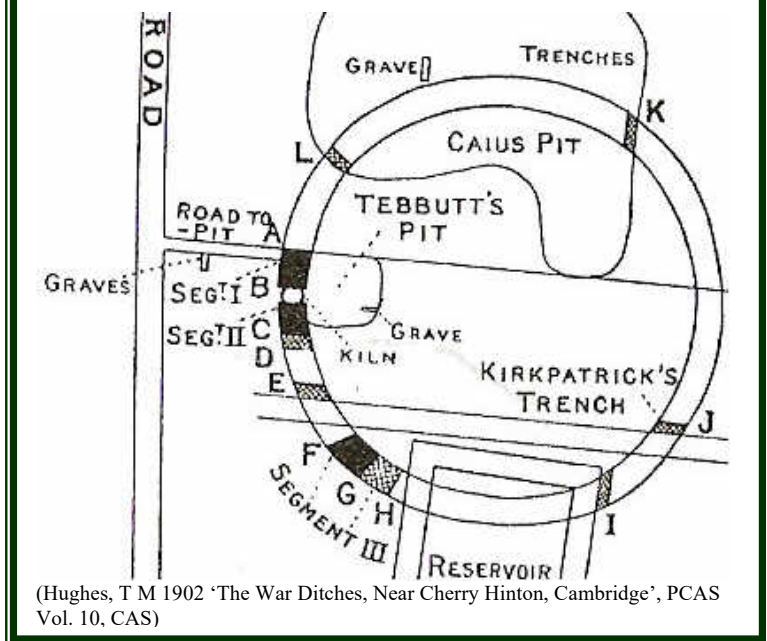 ROAD
GRAVE
TRENCHES
K
CAIUS PIT
L
TEBBUTT'S
PIT
ROAD TO
-PIT
A
GRAVES
SEGT. I
B
SEGT. II
C
GRAVE
D
KILN
E
KIRKPATRICK'S
TRENCH
J
F
G
H
SEGMENT III
I
RESERVOIR
(Hughes, T M 1902 ‘The War Ditches, Near Cherry Hinton, Cambridge’, PCAS
Vol. 10, CAS)